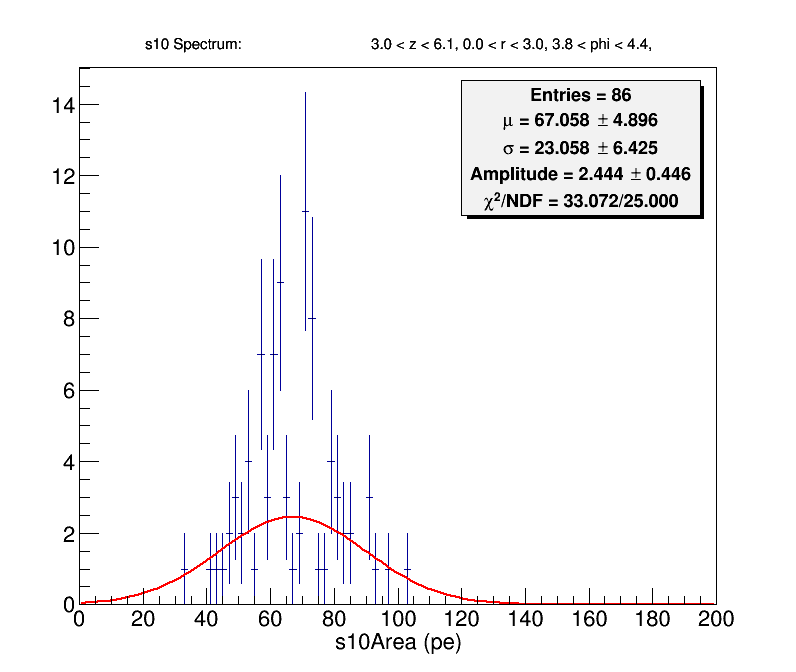 s10 Spectrum: 3.0 < z < 6.1, 0.0 < r < 3.0, 3.8 < phi < 4.4,
Entries = 86
μ = 67.058 ± 4.896
σ = 23.058 ± 6.425
Amplitude = 2.444 ± 0.446
χ²/NDF = 33.072/25.000
14
12
10
8
6
4
2
0
0 20 40 60 80 100 120 140 160 180 200
s10Area (pe)